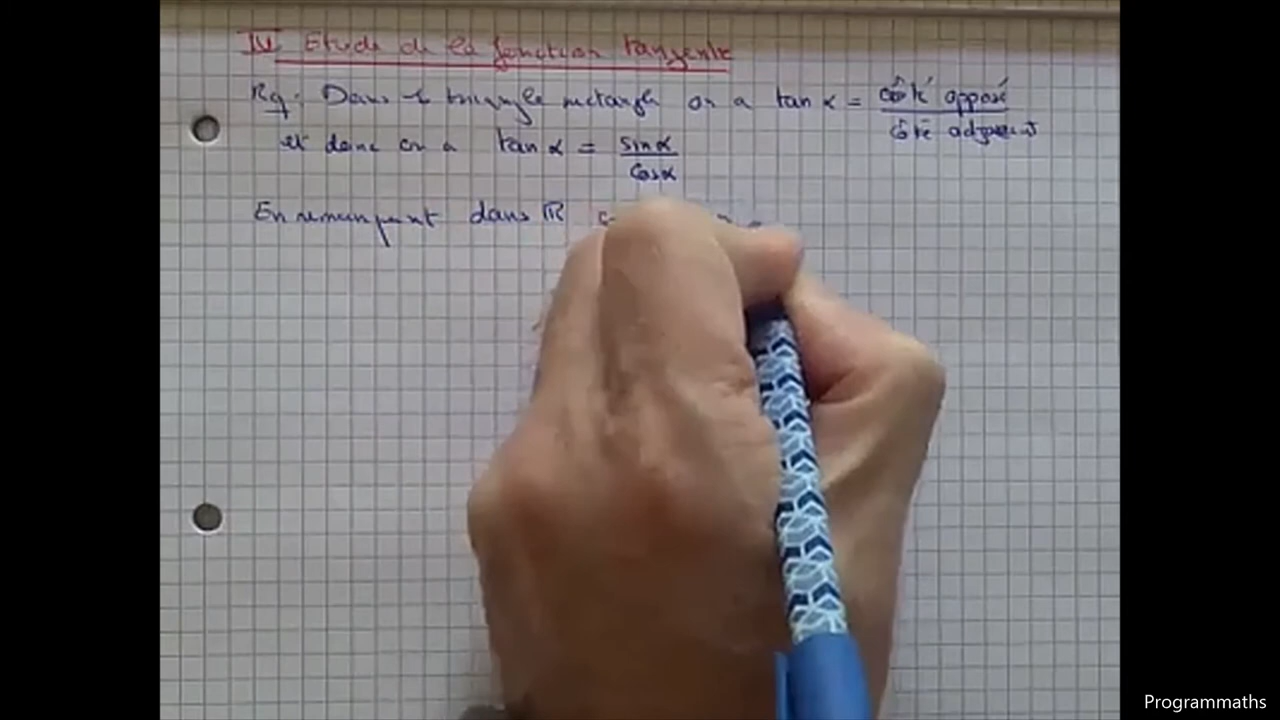 IV Etude de la fonction tangente
Rq: Dans 1 triangle rectangle on a tan α = côté opposé / côté adjacent
et donc on a tan α = sin α / cos α
En remarquant dans ℝ
Programmaths